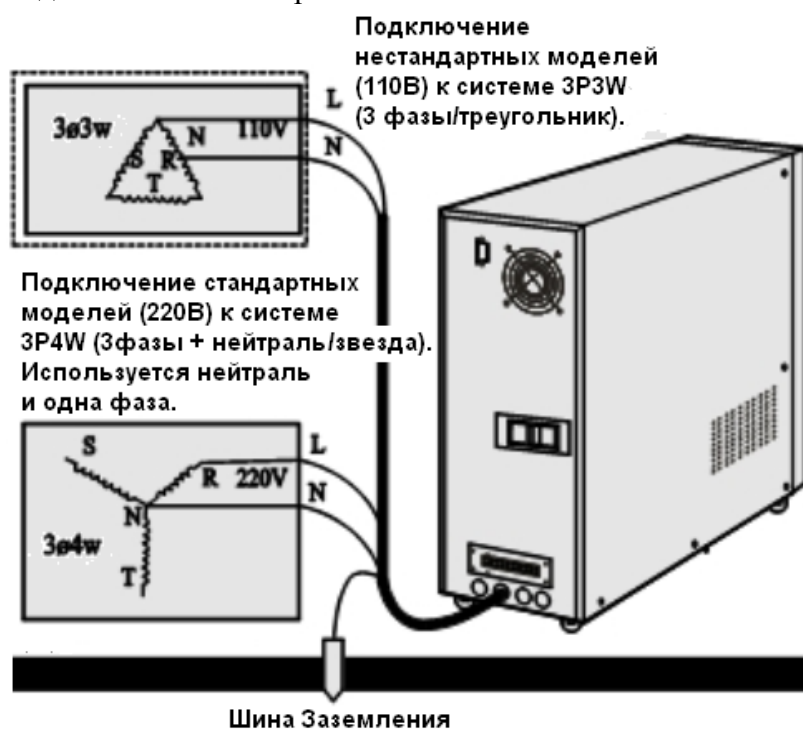 Подключение
нестандартных моделей
(110В) к системе 3P3W
(3 фазы/треугольник).
L
3ø3w
N
110V
S
R
N
T
Подключение стандартных
моделей (220В) к системе
3P4W (3фазы + нейтраль/звезда).
Используется нейтраль
и одна фаза.
S
L
R
220V
N
N
3ø4w
T
Шина Заземления